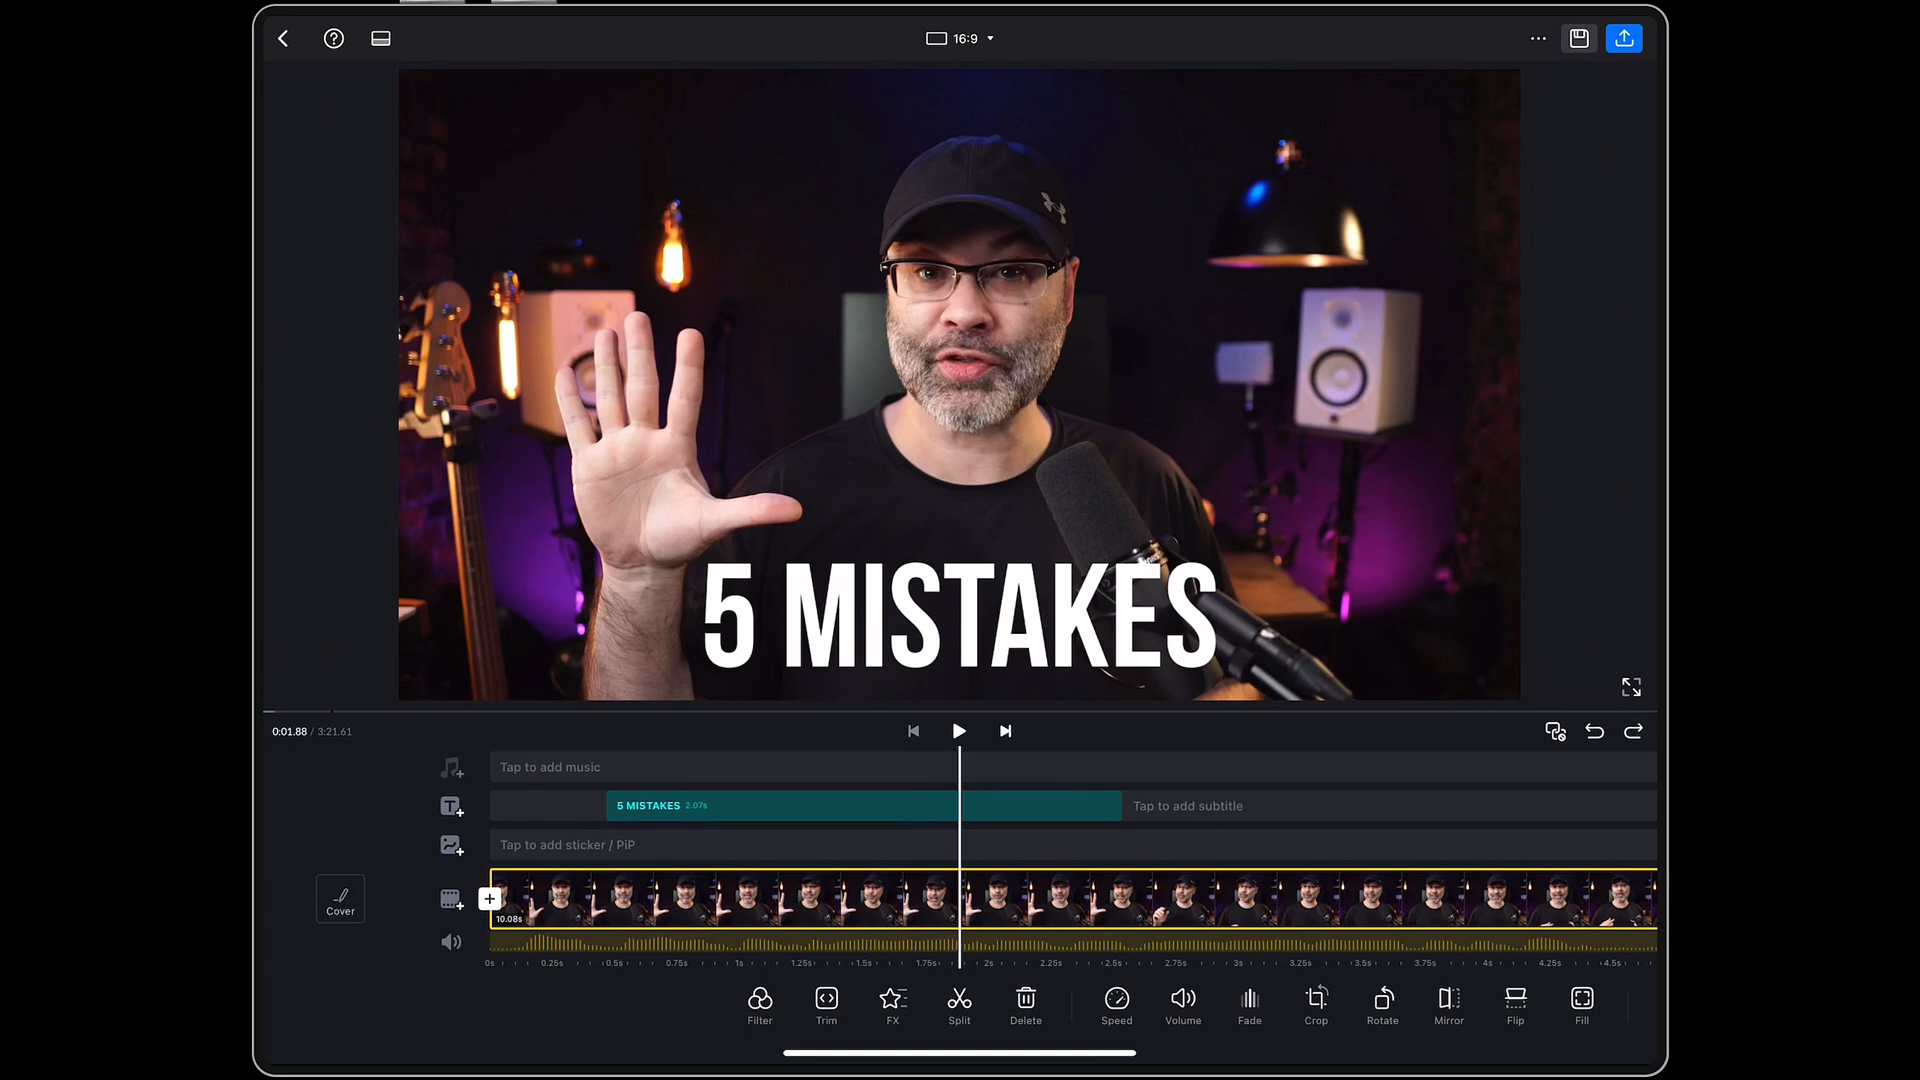 16:9
5 MISTAKES
0:01.88 / 3:21.61
Tap to add music
5 MISTAKES 2.07s
Tap to add subtitle
Tap to add sticker / PiP
Cover
10.08s
0s 0.25s 0.5s 0.75s 1s 1.25s 1.5s 1.75s 2s 2.25s 2.5s 2.75s 3s 3.25s 3.5s 3.75s 4s 4.25s 4.5s
Filter Trim FX Split Delete Speed Volume Fade Crop Rotate Mirror Flip Fill